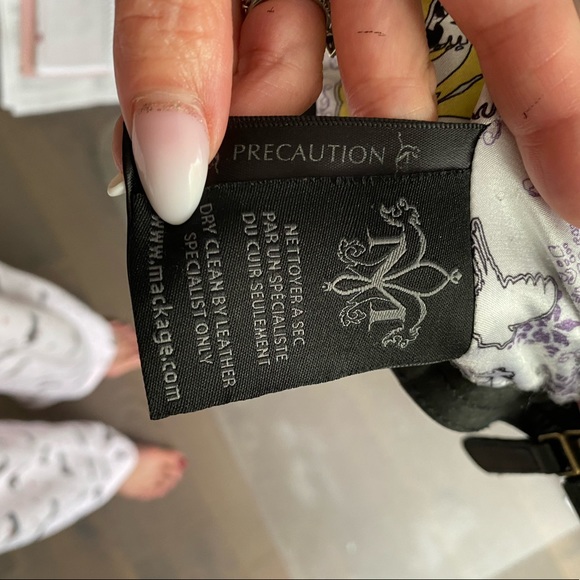 PRECAUTION
NETTOYER A SEC
PAR UN SPÉCIALISTE
DU CUIR SEULEMENT
DRY CLEAN BY LEATHER
SPECIALIST ONLY
www.mackage.com